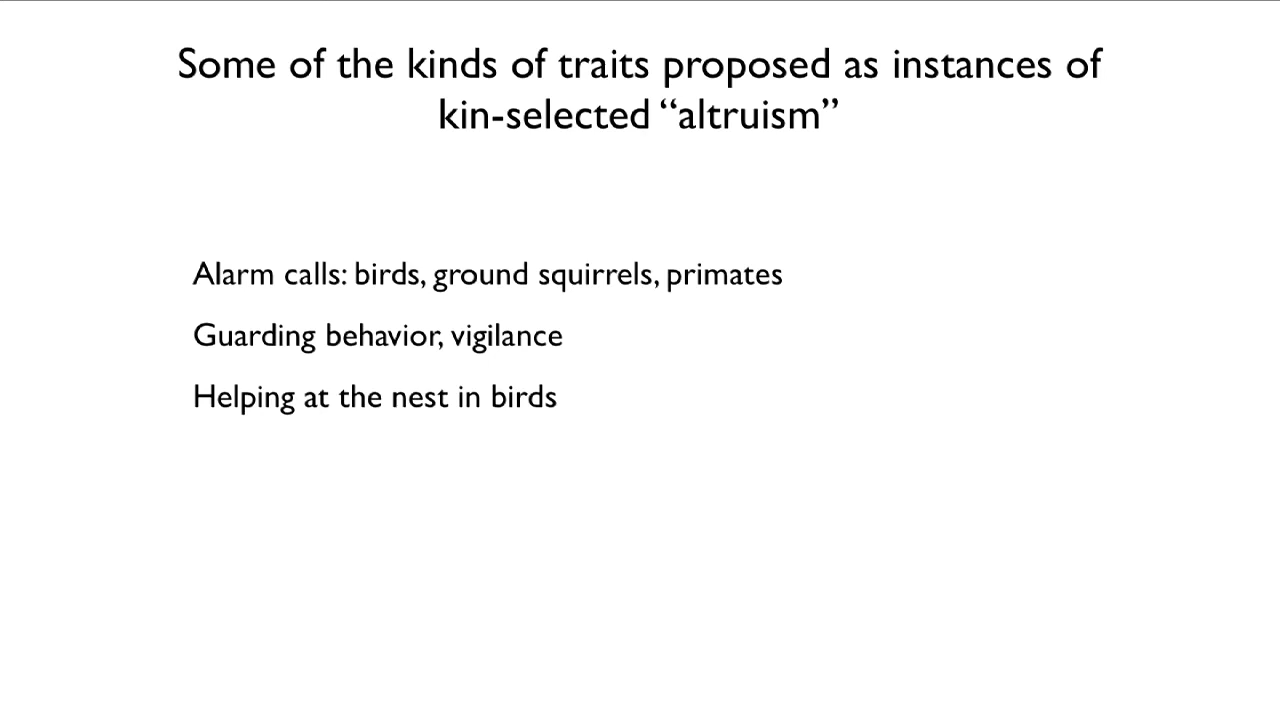 Some of the kinds of traits proposed as instances of
kin-selected “altruism”
Alarm calls: birds, ground squirrels, primates
Guarding behavior, vigilance
Helping at the nest in birds